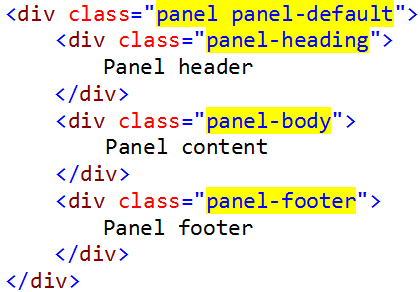 <div class="panel panel-default">
    <div class="panel-heading">
        Panel header
    </div>
    <div class="panel-body">
        Panel content
    </div>
    <div class="panel-footer">
        Panel footer
    </div>
</div>